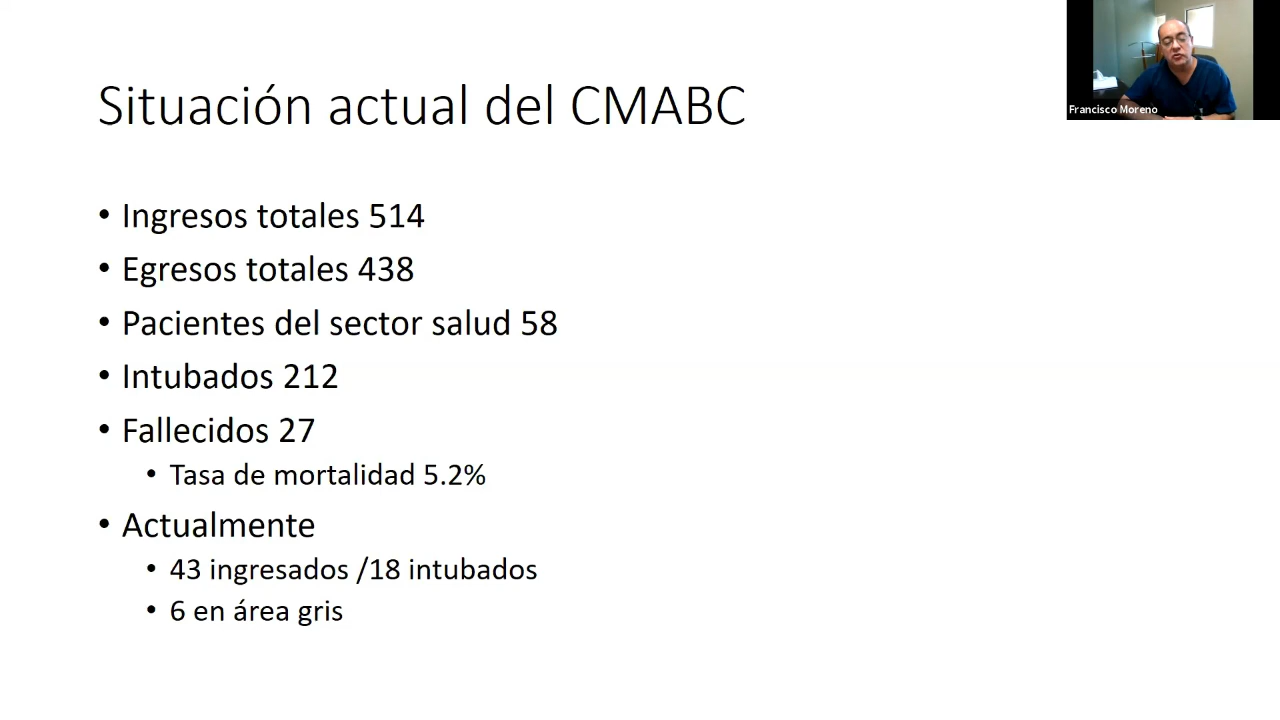 Situación actual del CMABC
Francisco Moreno
• Ingresos totales 514
• Egresos totales 438
• Pacientes del sector salud 58
• Intubados 212
• Fallecidos 27
• Tasa de mortalidad 5.2%
• Actualmente
• 43 ingresados /18 intubados
• 6 en área gris